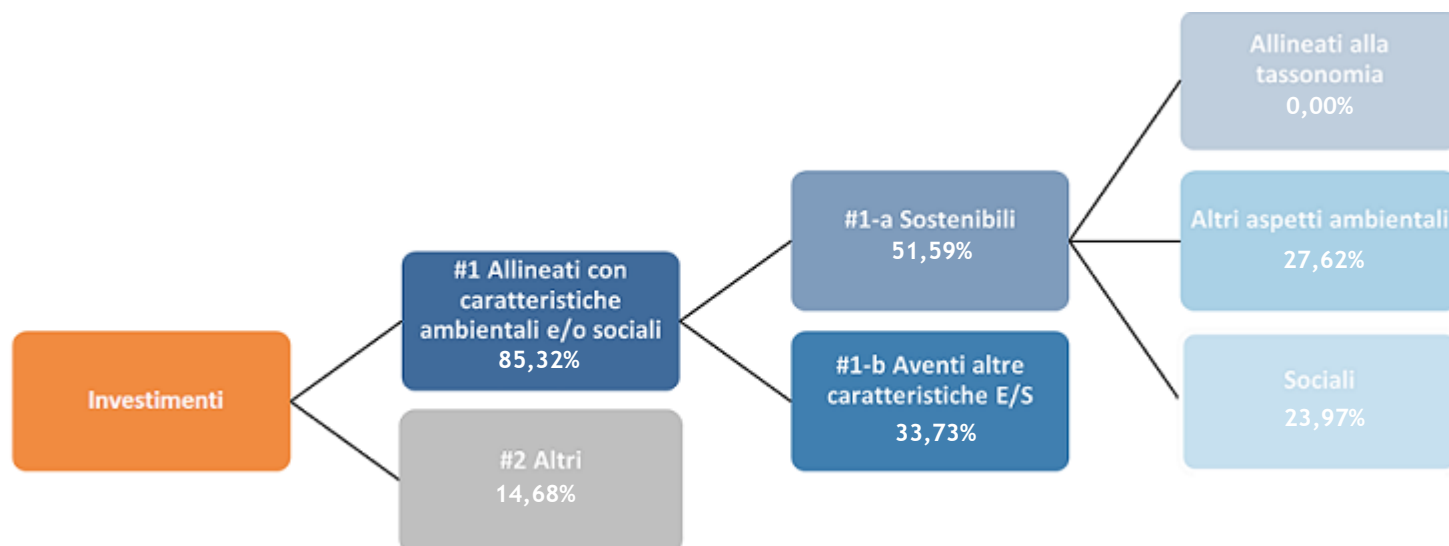 Investimenti
#1 Allineati con
caratteristiche
ambientali e/o sociali
85,32%
#2 Altri
14,68%
#1-a Sostenibili
51,59%
#1-b Aventi altre
caratteristiche E/S
33,73%
Allineati alla
tassonomia
0,00%
Altri aspetti ambientali
27,62%
Sociali
23,97%